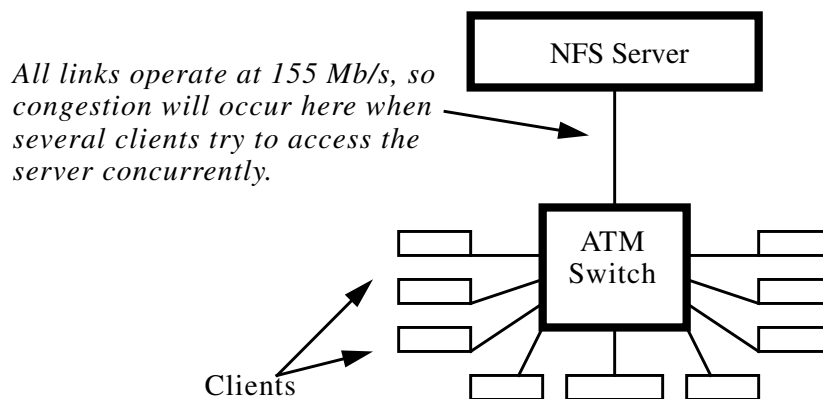 NFS Server
All links operate at 155 Mb/s, so
congestion will occur here when
several clients try to access the
server concurrently.
ATM
Switch
Clients